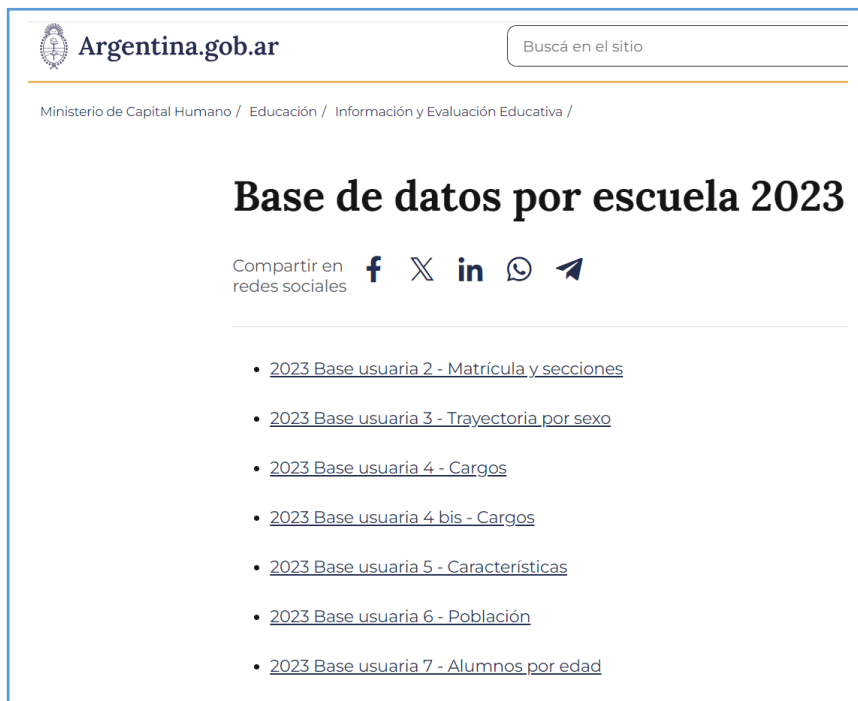 Argentina.gob.ar
Buscá en el sitio
Ministerio de Capital Humano / Educación / Información y Evaluación Educativa /
Base de datos por escuela 2023
Compartir en
redes sociales
2023 Base usuaria 2 - Matrícula y secciones
2023 Base usuaria 3 - Trayectoria por sexo
2023 Base usuaria 4 - Cargos
2023 Base usuaria 4 bis - Cargos
2023 Base usuaria 5 - Características
2023 Base usuaria 6 - Población
2023 Base usuaria 7 - Alumnos por edad